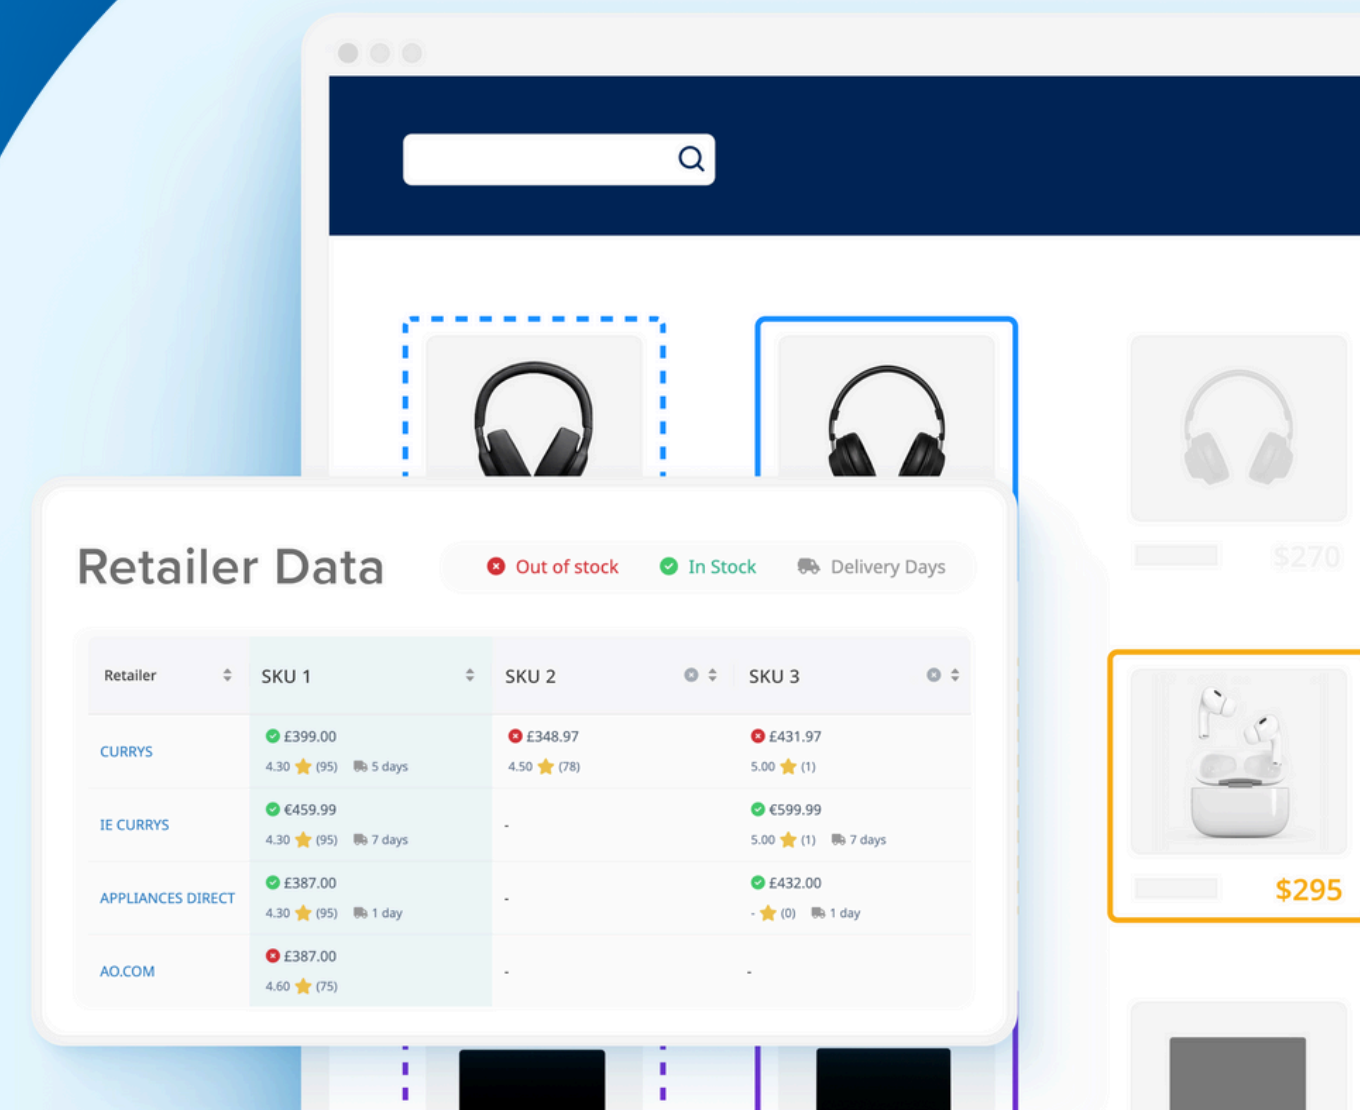 $270
$295
Retailer Data
Out of stock In Stock Delivery Days
Retailer SKU 1 SKU 2 SKU 3
CURRYS £399.00 £348.97 £431.97
4.30 (95) 5 days 4.50 (78) 5.00 (1)
IE CURRYS €459.99 - €599.99
4.30 (95) 7 days 5.00 (1) 7 days
APPLIANCES DIRECT £387.00 - £432.00
4.30 (95) 1 day - (0) 1 day
AO.COM £387.00 - -
4.60 (75)